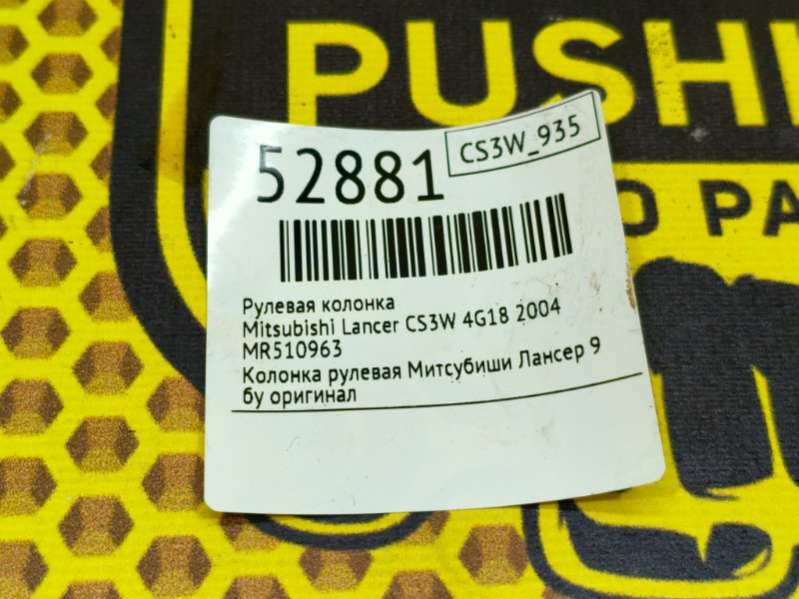 PUSH
52881
CS3W_935
O PA
Рулевая колонка
Mitsubishi Lancer CS3W 4G18 2004
MR510963
Колонка рулевая Митсубиши Лансер 9
бу оригинал